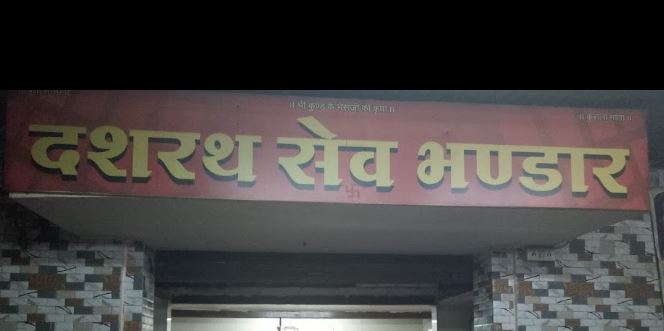 ।। श्री कुण्ड के भैरूजी की कृपा ।।
दशरथ सेव भण्डार